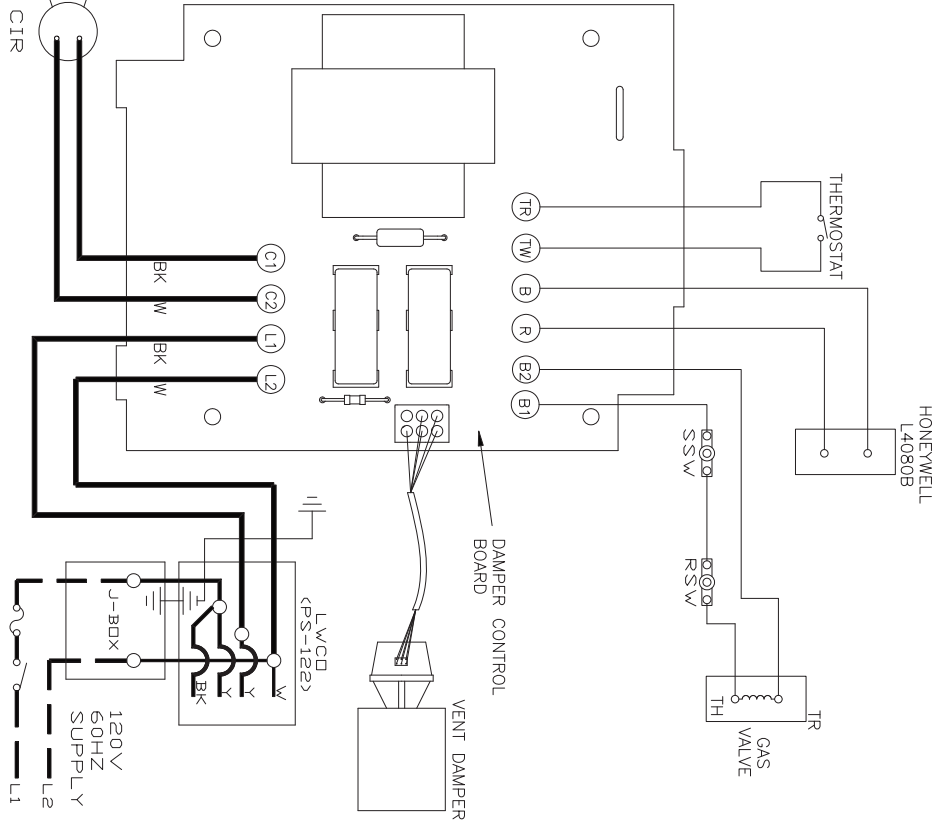 CIR
C1
C2
L1
L2
BK
W
BK
W
TR
TW
B
R
B2
B1
THERMOSTAT
HONEYWELL
L4080B
SSW
RSW
DAMPER CONTROL
BOARD
TR
TH
GAS
VALVE
VENT DAMPER
LWCO
(PS-122)
BK
Y
Y
W
J-BOX
120V
60HZ
SUPPLY
L1
L2